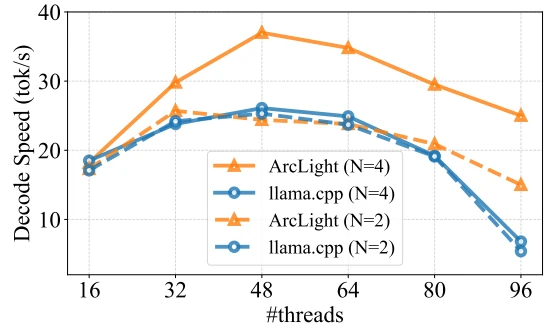 Decode Speed (tok/s)
40
30
20
10
ArcLight (N=4)
llama.cpp (N=4)
ArcLight (N=2)
llama.cpp (N=2)
16 32 48 64 80 96
#threads